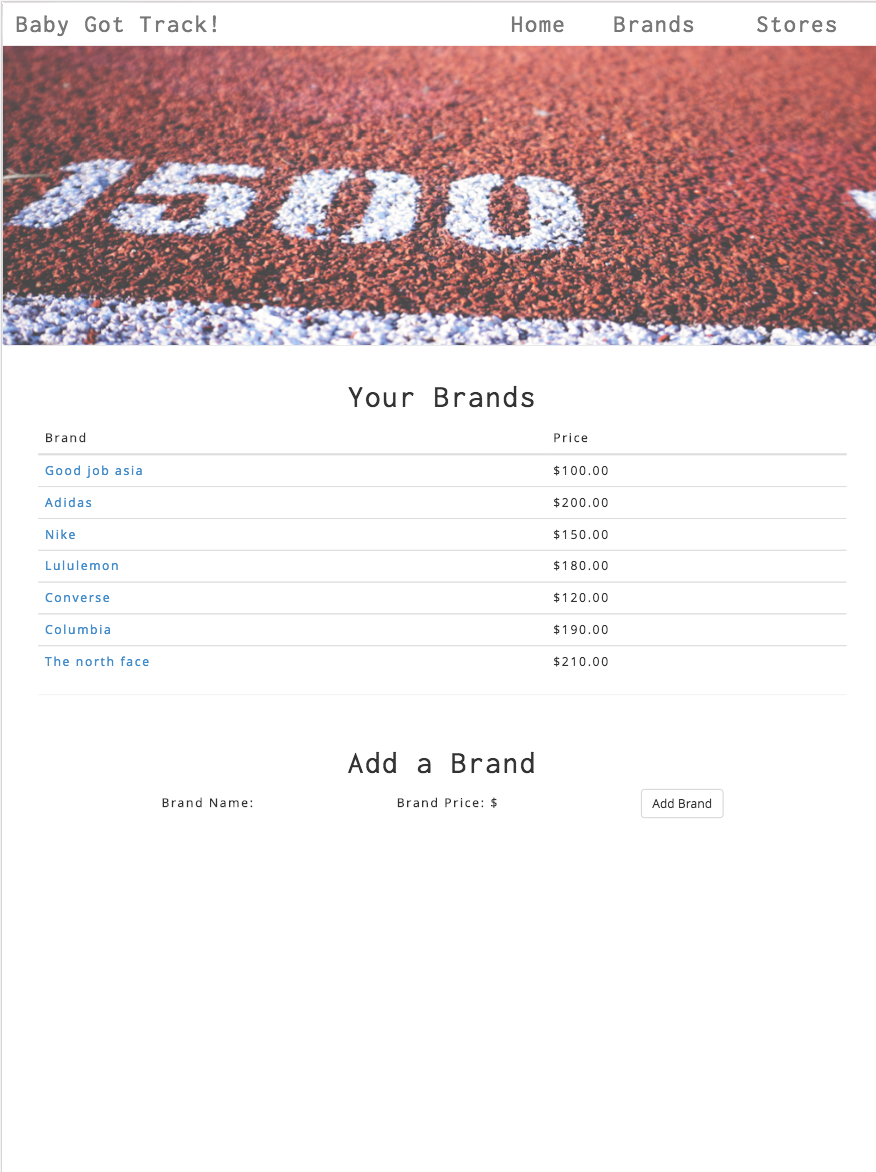 Baby Got Track! Home Brands Stores
1500
Your Brands
Brand Price
Good job asia $100.00
Adidas $200.00
Nike $150.00
Lululemon $180.00
Converse $120.00
Columbia $190.00
The north face $210.00
Add a Brand
Brand Name: Brand Price: $ Add Brand